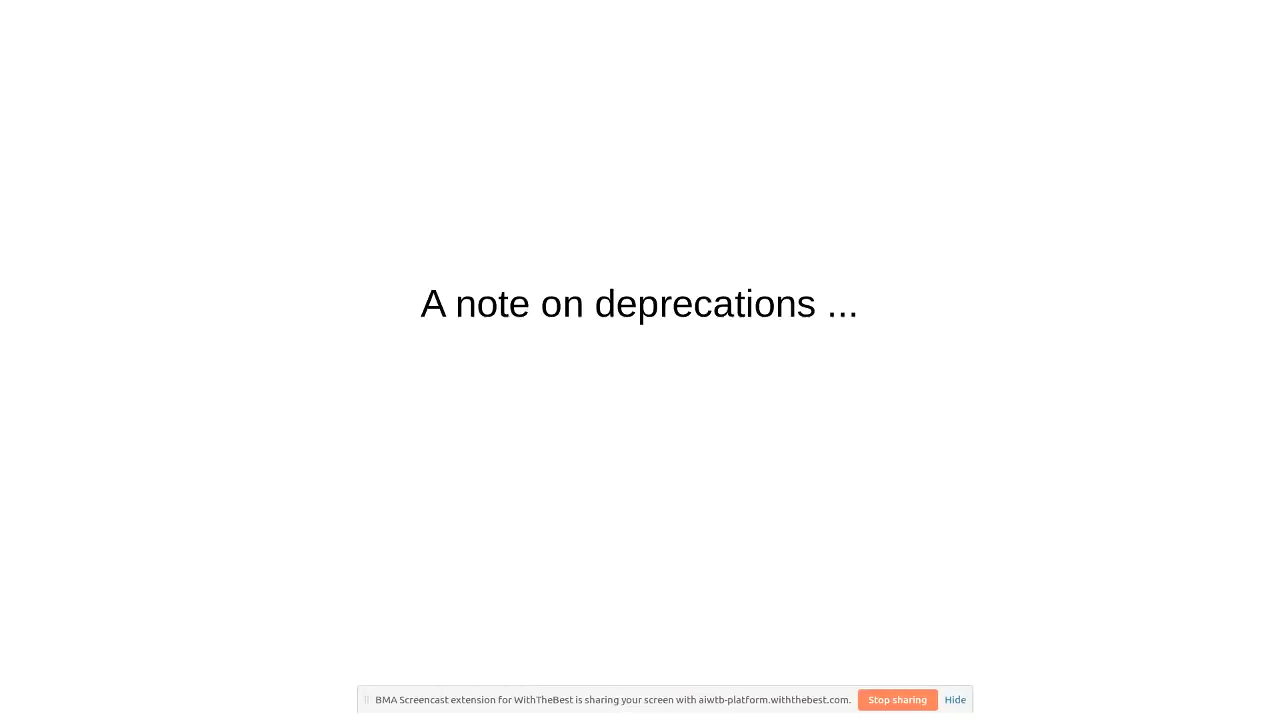 A note on deprecations ...
BMA Screencast extension for WithTheBest is sharing your screen with aiwtb-platform.withthebest.com. Stop sharing Hide